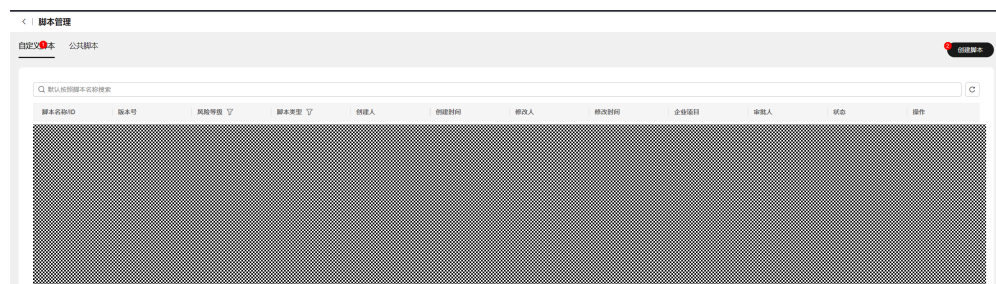 脚本管理
自定义脚本 公共脚本
1
2
创建脚本
默认按照脚本名称搜索
脚本名称/ID 版本号 风险等级 脚本类型 创建人 创建时间 修改人 修改时间 企业项目 审批人 状态 操作